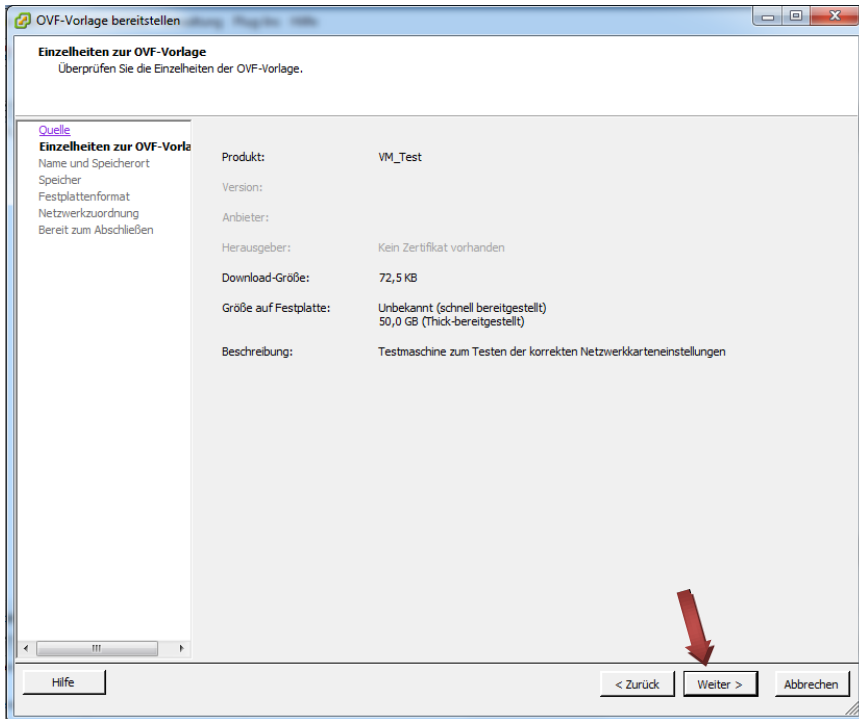 OVF-Vorlage bereitstellen
Plug-Ins Hilfe
Einzelheiten zur OVF-Vorlage
Überprüfen Sie die Einzelheiten der OVF-Vorlage.
Quelle
Einzelheiten zur OVF-Vorla
Name und Speicherort
Speicher
Festplattenformat
Netzwerkzuordnung
Bereit zum Abschließen
Produkt: VM_Test
Version:
Anbieter:
Herausgeber: Kein Zertifikat vorhanden
Download-Größe: 72,5 KB
Größe auf Festplatte: Unbekannt (schnell bereitgestellt)
50,0 GB (Thick-bereitgestellt)
Beschreibung: Testmaschine zum Testen der korrekten Netzwerkkarteneinstellungen
Hilfe
< Zurück
Weiter >
Abbrechen